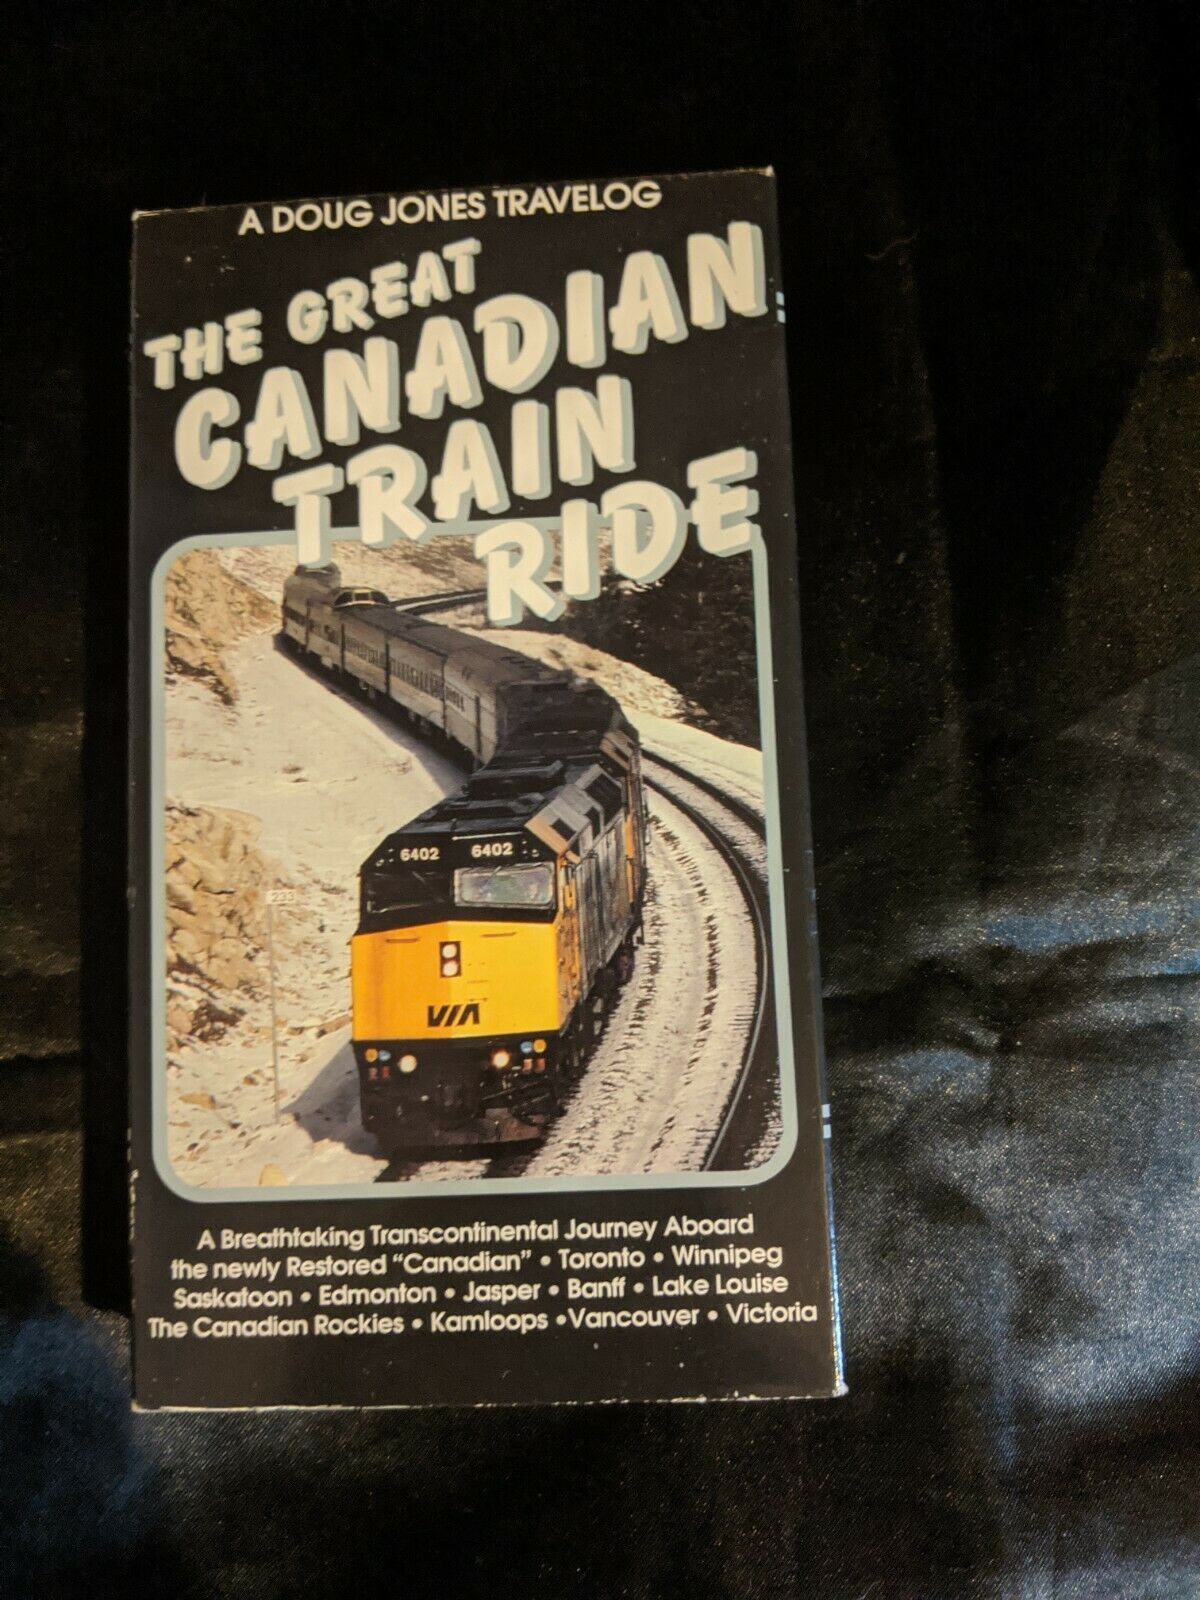 A DOUG JONES TRAVELOG
THE GREAT
CANADIAN
TRAIN
RIDE
6402 6402
233
VIA
A Breathtaking Transcontinental Journey Aboard
the newly Restored "Canadian" • Toronto • Winnipeg
Saskatoon • Edmonton • Jasper • Banff • Lake Louise
The Canadian Rockies • Kamloops •Vancouver • Victoria